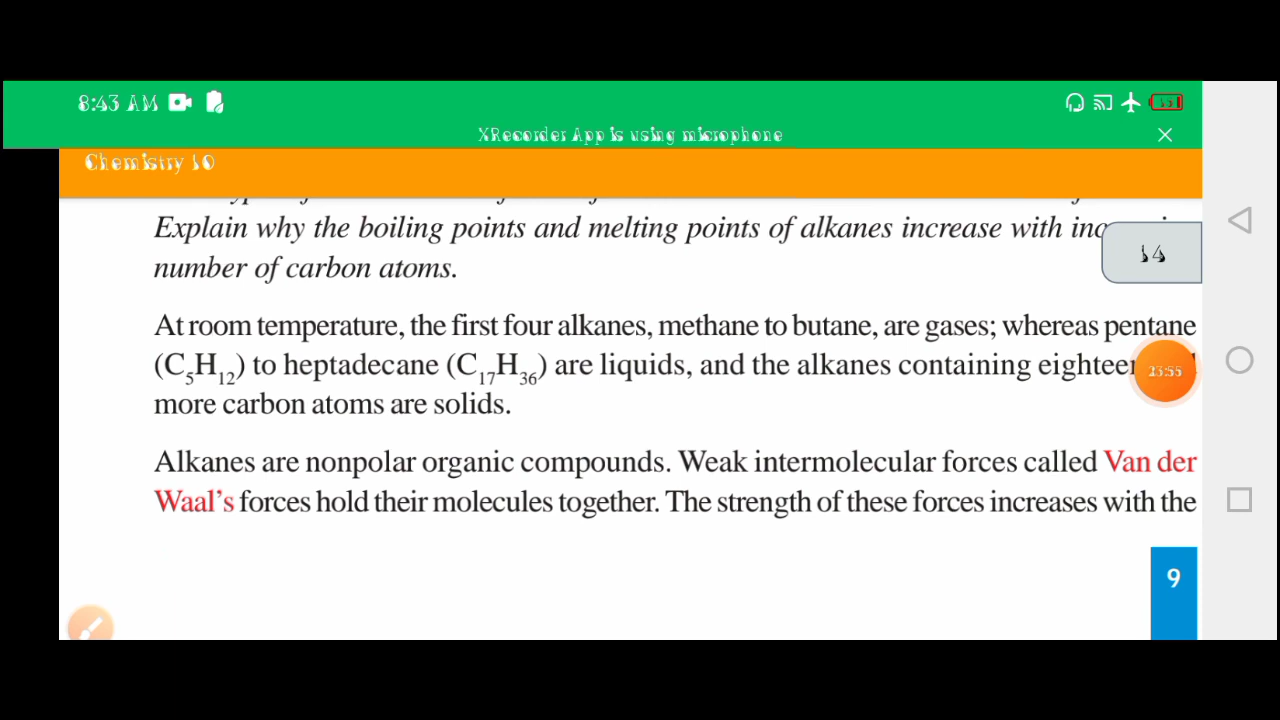 8:43 AM
XRecorder App is using microphone
Chemistry 10
Explain why the boiling points and melting points of alkanes increase with
number of carbon atoms.
14
At room temperature, the first four alkanes, methane to butane, are gases; whereas pentane
(C₅H₁₂) to heptadecane (C₁₇H₃₆) are liquids, and the alkanes containing
23:55
more carbon atoms are solids.
Alkanes are nonpolar organic compounds. Weak intermolecular forces called Van der
Waal's forces hold their molecules together. The strength of these forces increases with the
9